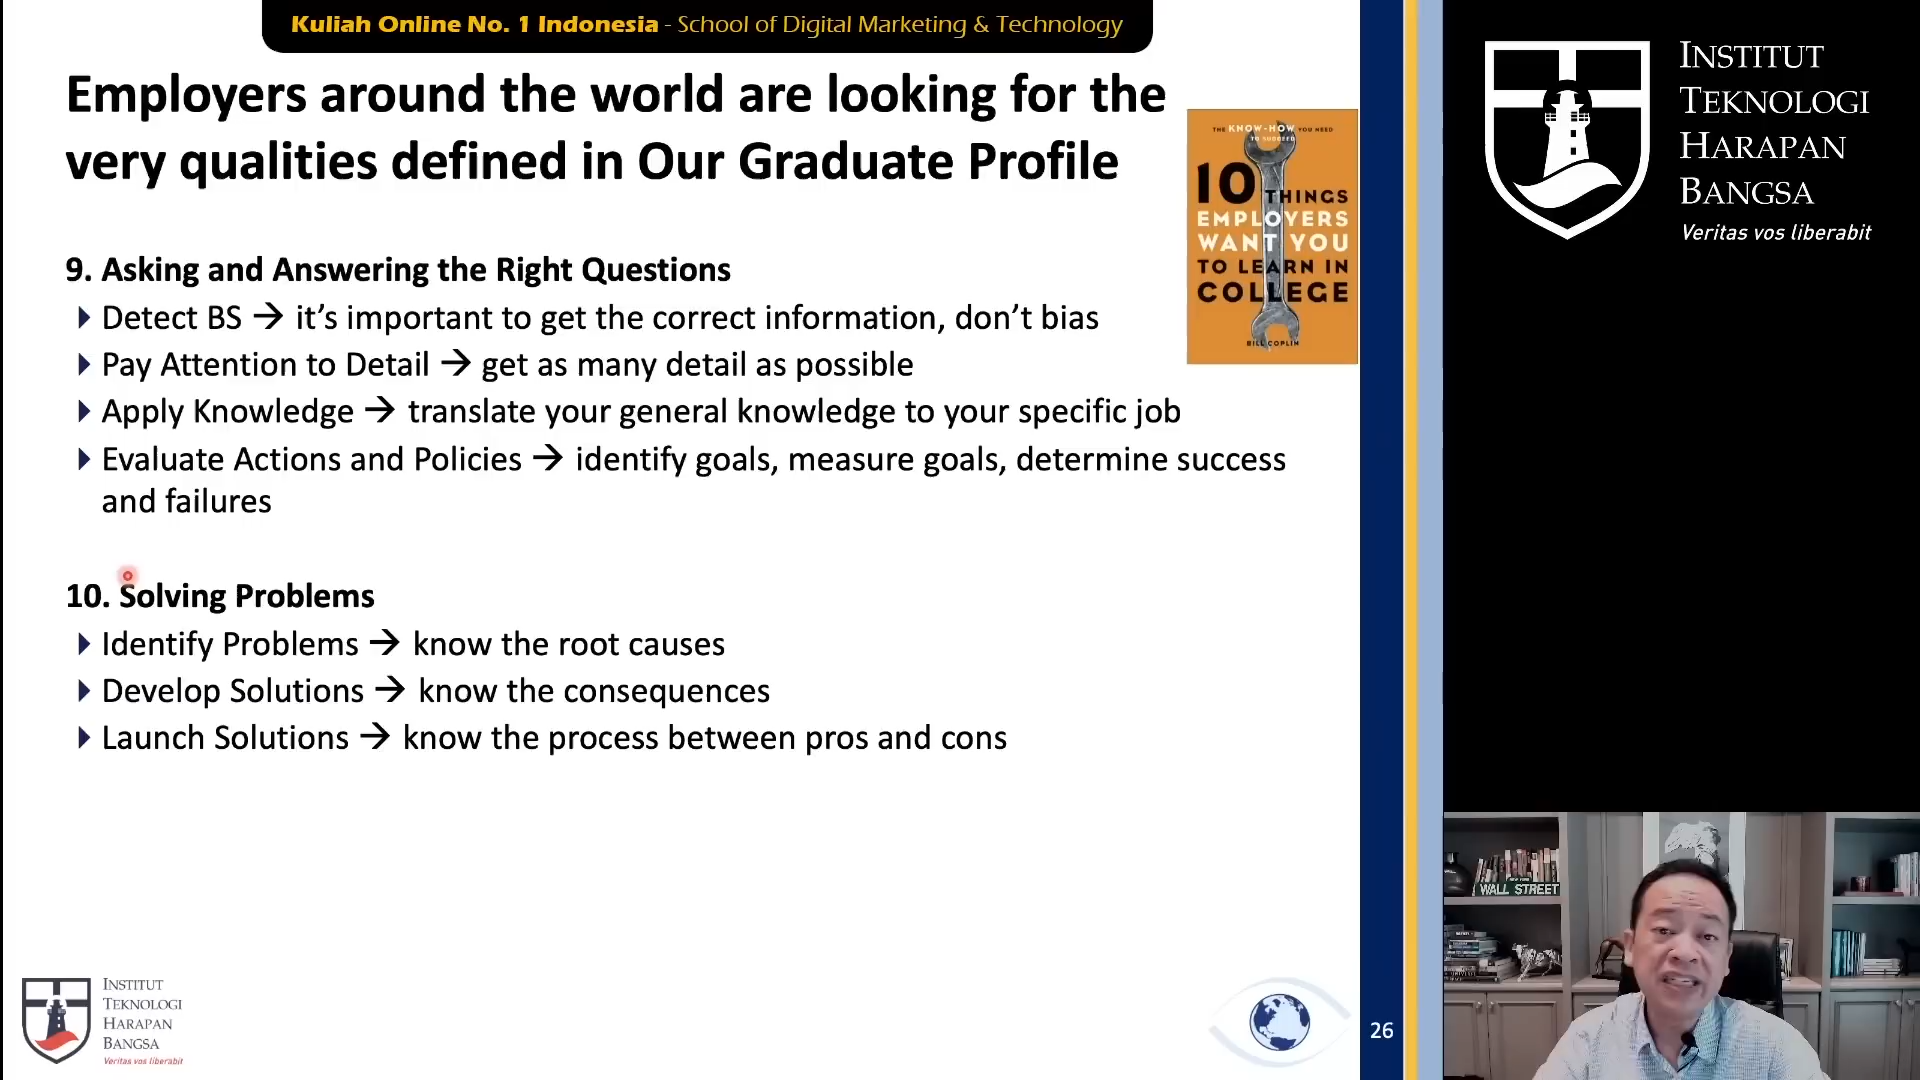 Kuliah Online No. 1 Indonesia - School of Digital Marketing & Technology
Employers around the world are looking for the
very qualities defined in Our Graduate Profile
THE KNOW-HOW YOU NEED
TO SUCCEED
10 THINGS
EMPLOYERS
WANT YOU
TO LEARN IN
COLLEGE
BILL COPLIN
9. Asking and Answering the Right Questions
Detect BS → it’s important to get the correct information, don’t bias
Pay Attention to Detail → get as many detail as possible
Apply Knowledge → translate your general knowledge to your specific job
Evaluate Actions and Policies → identify goals, measure goals, determine success
and failures
10. Solving Problems
Identify Problems → know the root causes
Develop Solutions → know the consequences
Launch Solutions → know the process between pros and cons
INSTITUT
TEKNOLOGI
HARAPAN
BANGSA
Veritas vos liberabit
26
INSTITUT
TEKNOLOGI
HARAPAN
BANGSA
Veritas vos liberabit
WALL STREET